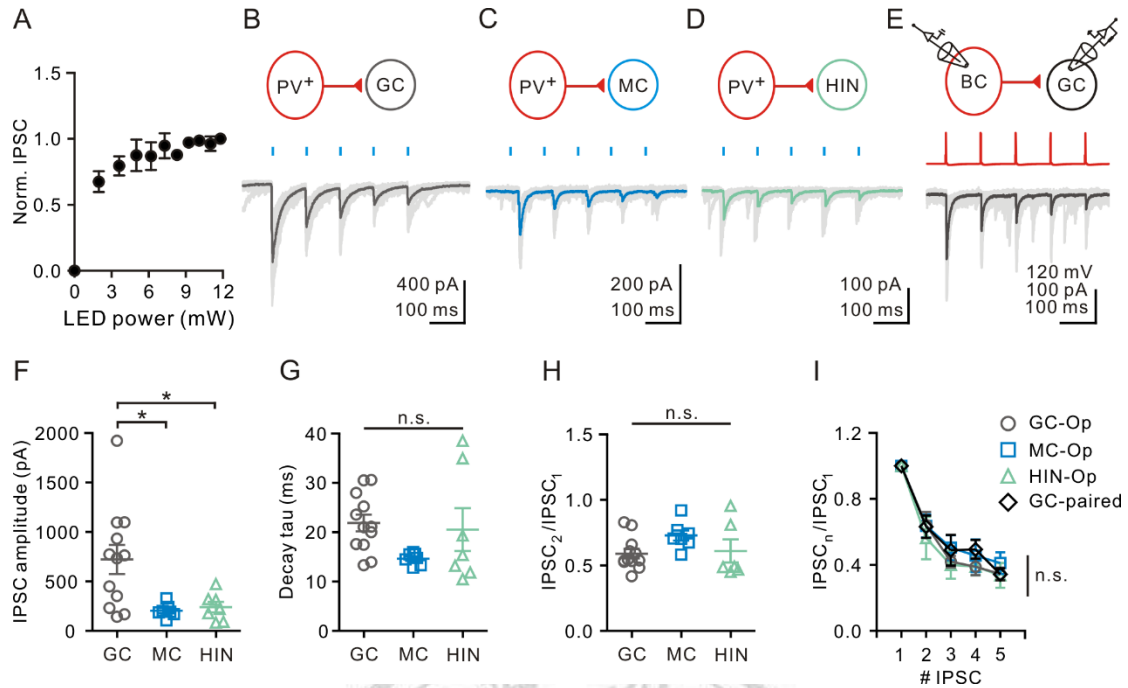 A
B
C
D
E
PV+
GC
PV+
MC
PV+
HIN
BC
GC
Norm. IPSC
1.5
1.0
0.5
0.0
0
3
6
9
12
LED power (mW)
400 pA
100 ms
200 pA
100 ms
100 pA
100 ms
120 mV
100 pA
100 ms
F
G
H
I
IPSC amplitude (pA)
2000
1500
1000
500
0
*
*
GC
MC
HIN
Decay tau (ms)
40
30
20
10
0
n.s.
GC
MC
HIN
IPSC2/IPSC1
1.5
1.0
0.5
0.0
n.s.
GC
MC
HIN
IPSCn/IPSC1
1.2
0.8
0.4
0.0
1 2 3 4 5
# IPSC
GC-Op
MC-Op
HIN-Op
GC-paired
n.s.